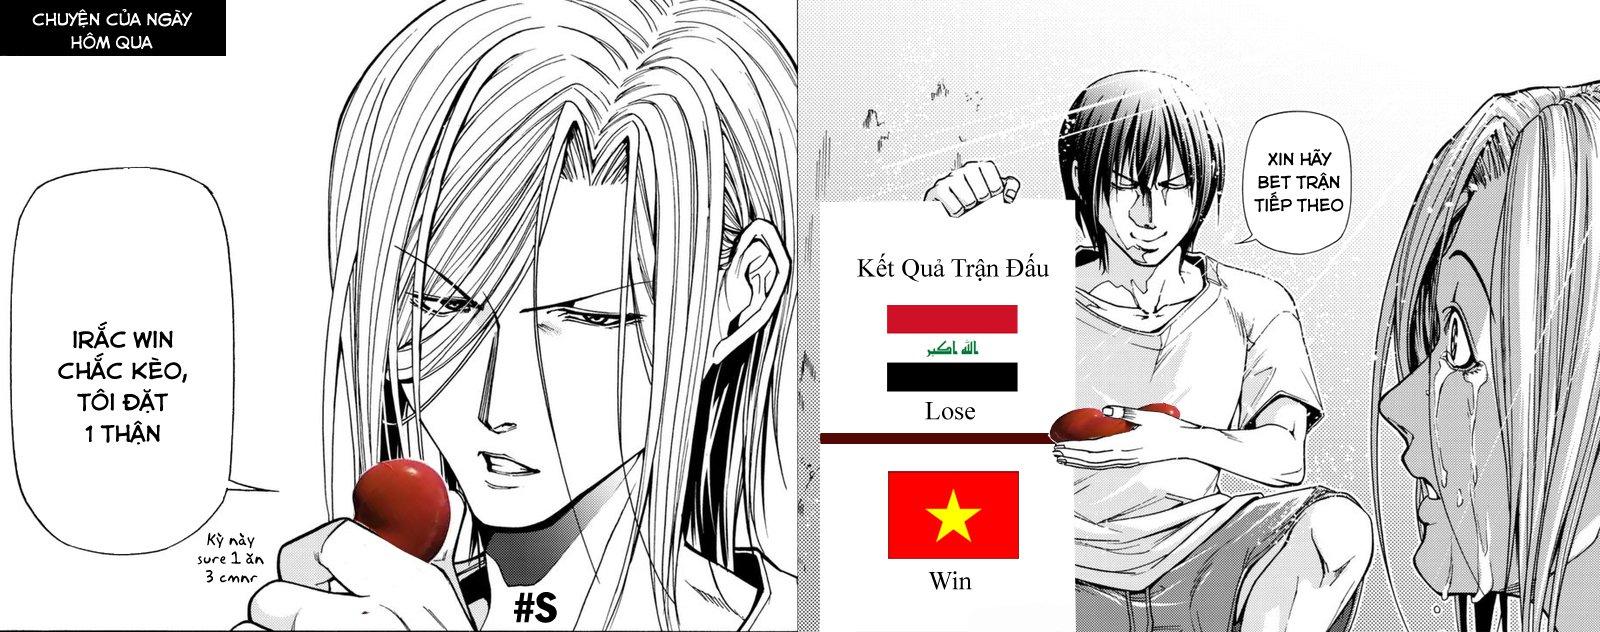 CHUYỆN CỦA NGÀY
HÔM QUA
IRẮC WIN
CHẮC KÈO,
TÔI ĐẶT
1 THẬN
Kỳ này
sure 1 ăn
3 cmnr
#S
XIN HÃY
BET TRẬN
TIẾP THEO
Kết Quả Trận Đấu
الله اكبر
Lose
Win